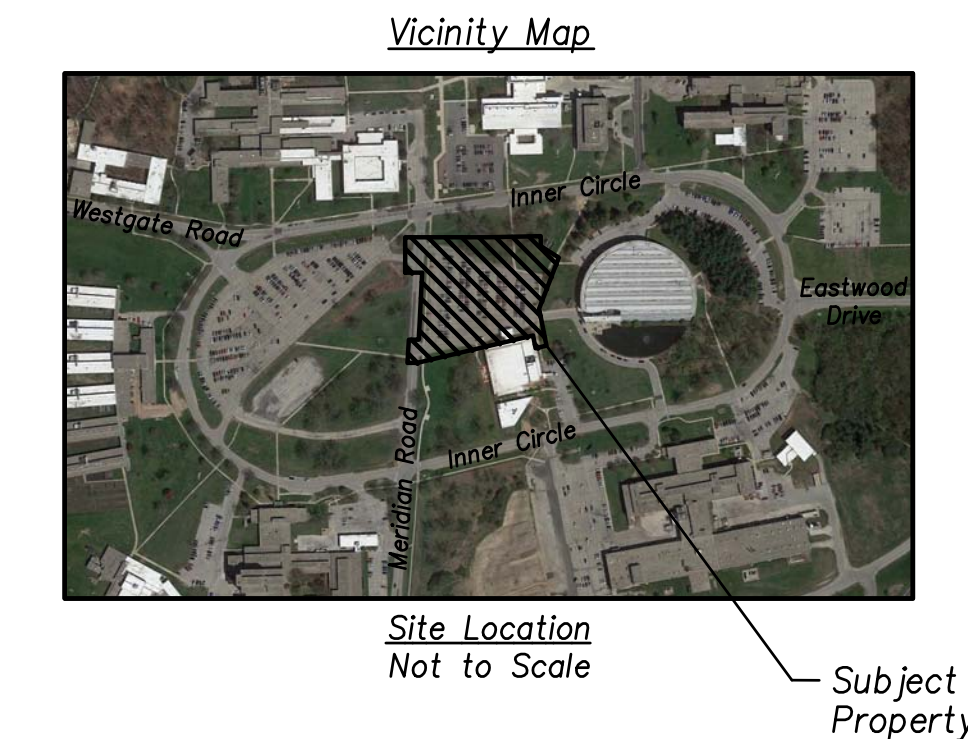 Vicinity Map
Inner Circle
Westgate Road
Eastwood
Drive
Meridian Road
Inner Circle
Site Location
Not to Scale
Subject
Property